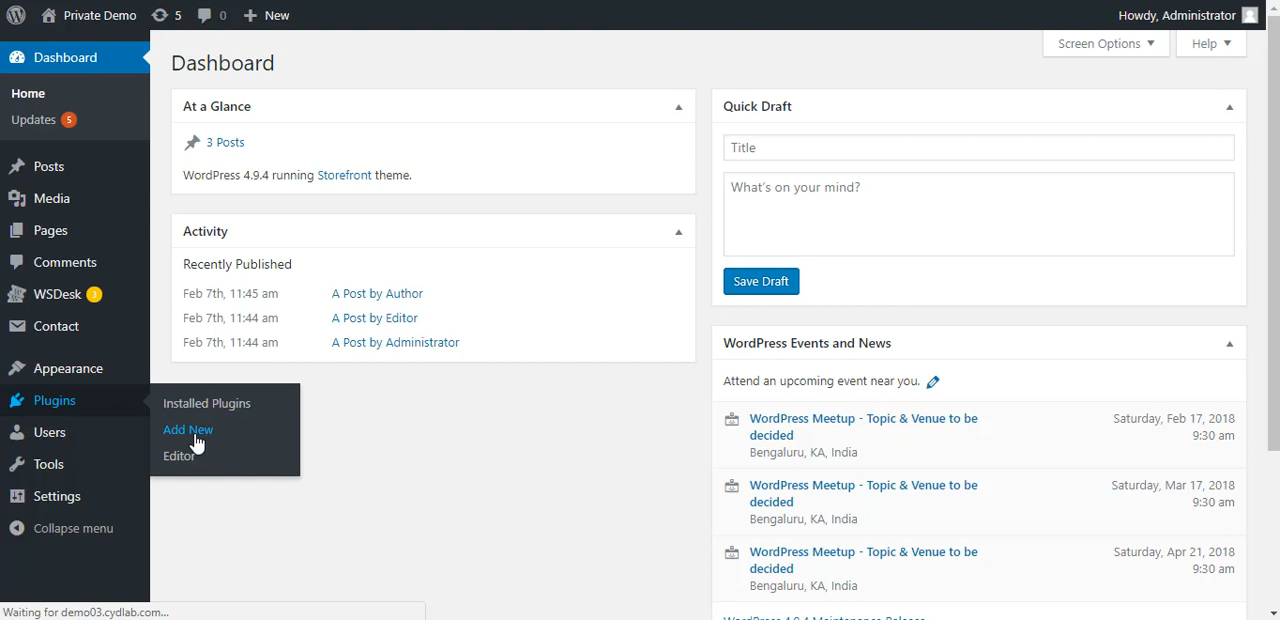 Private Demo
5
0
New
Howdy, Administrator
Dashboard
Home
Updates 5
Posts
Media
Pages
Comments
WSDesk 3
Contact
Appearance
Plugins
Users
Tools
Settings
Collapse menu
Installed Plugins
Add New
Editor
Screen Options
Help
Dashboard
At a Glance
3 Posts
WordPress 4.9.4 running Storefront theme.
Activity
Recently Published
Feb 7th, 11:45 am A Post by Author
Feb 7th, 11:44 am A Post by Editor
Feb 7th, 11:44 am A Post by Administrator
Quick Draft
Title
What's on your mind?
Save Draft
WordPress Events and News
Attend an upcoming event near you.
WordPress Meetup - Topic & Venue to be
decided
Bengaluru, KA, India
Saturday, Feb 17, 2018
9:30 am
WordPress Meetup - Topic & Venue to be
decided
Bengaluru, KA, India
Saturday, Mar 17, 2018
9:30 am
WordPress Meetup - Topic & Venue to be
decided
Bengaluru, KA, India
Saturday, Apr 21, 2018
9:30 am
WordPress 4.9.4 Maintenance Release
Waiting for demo03.cydlab.com...